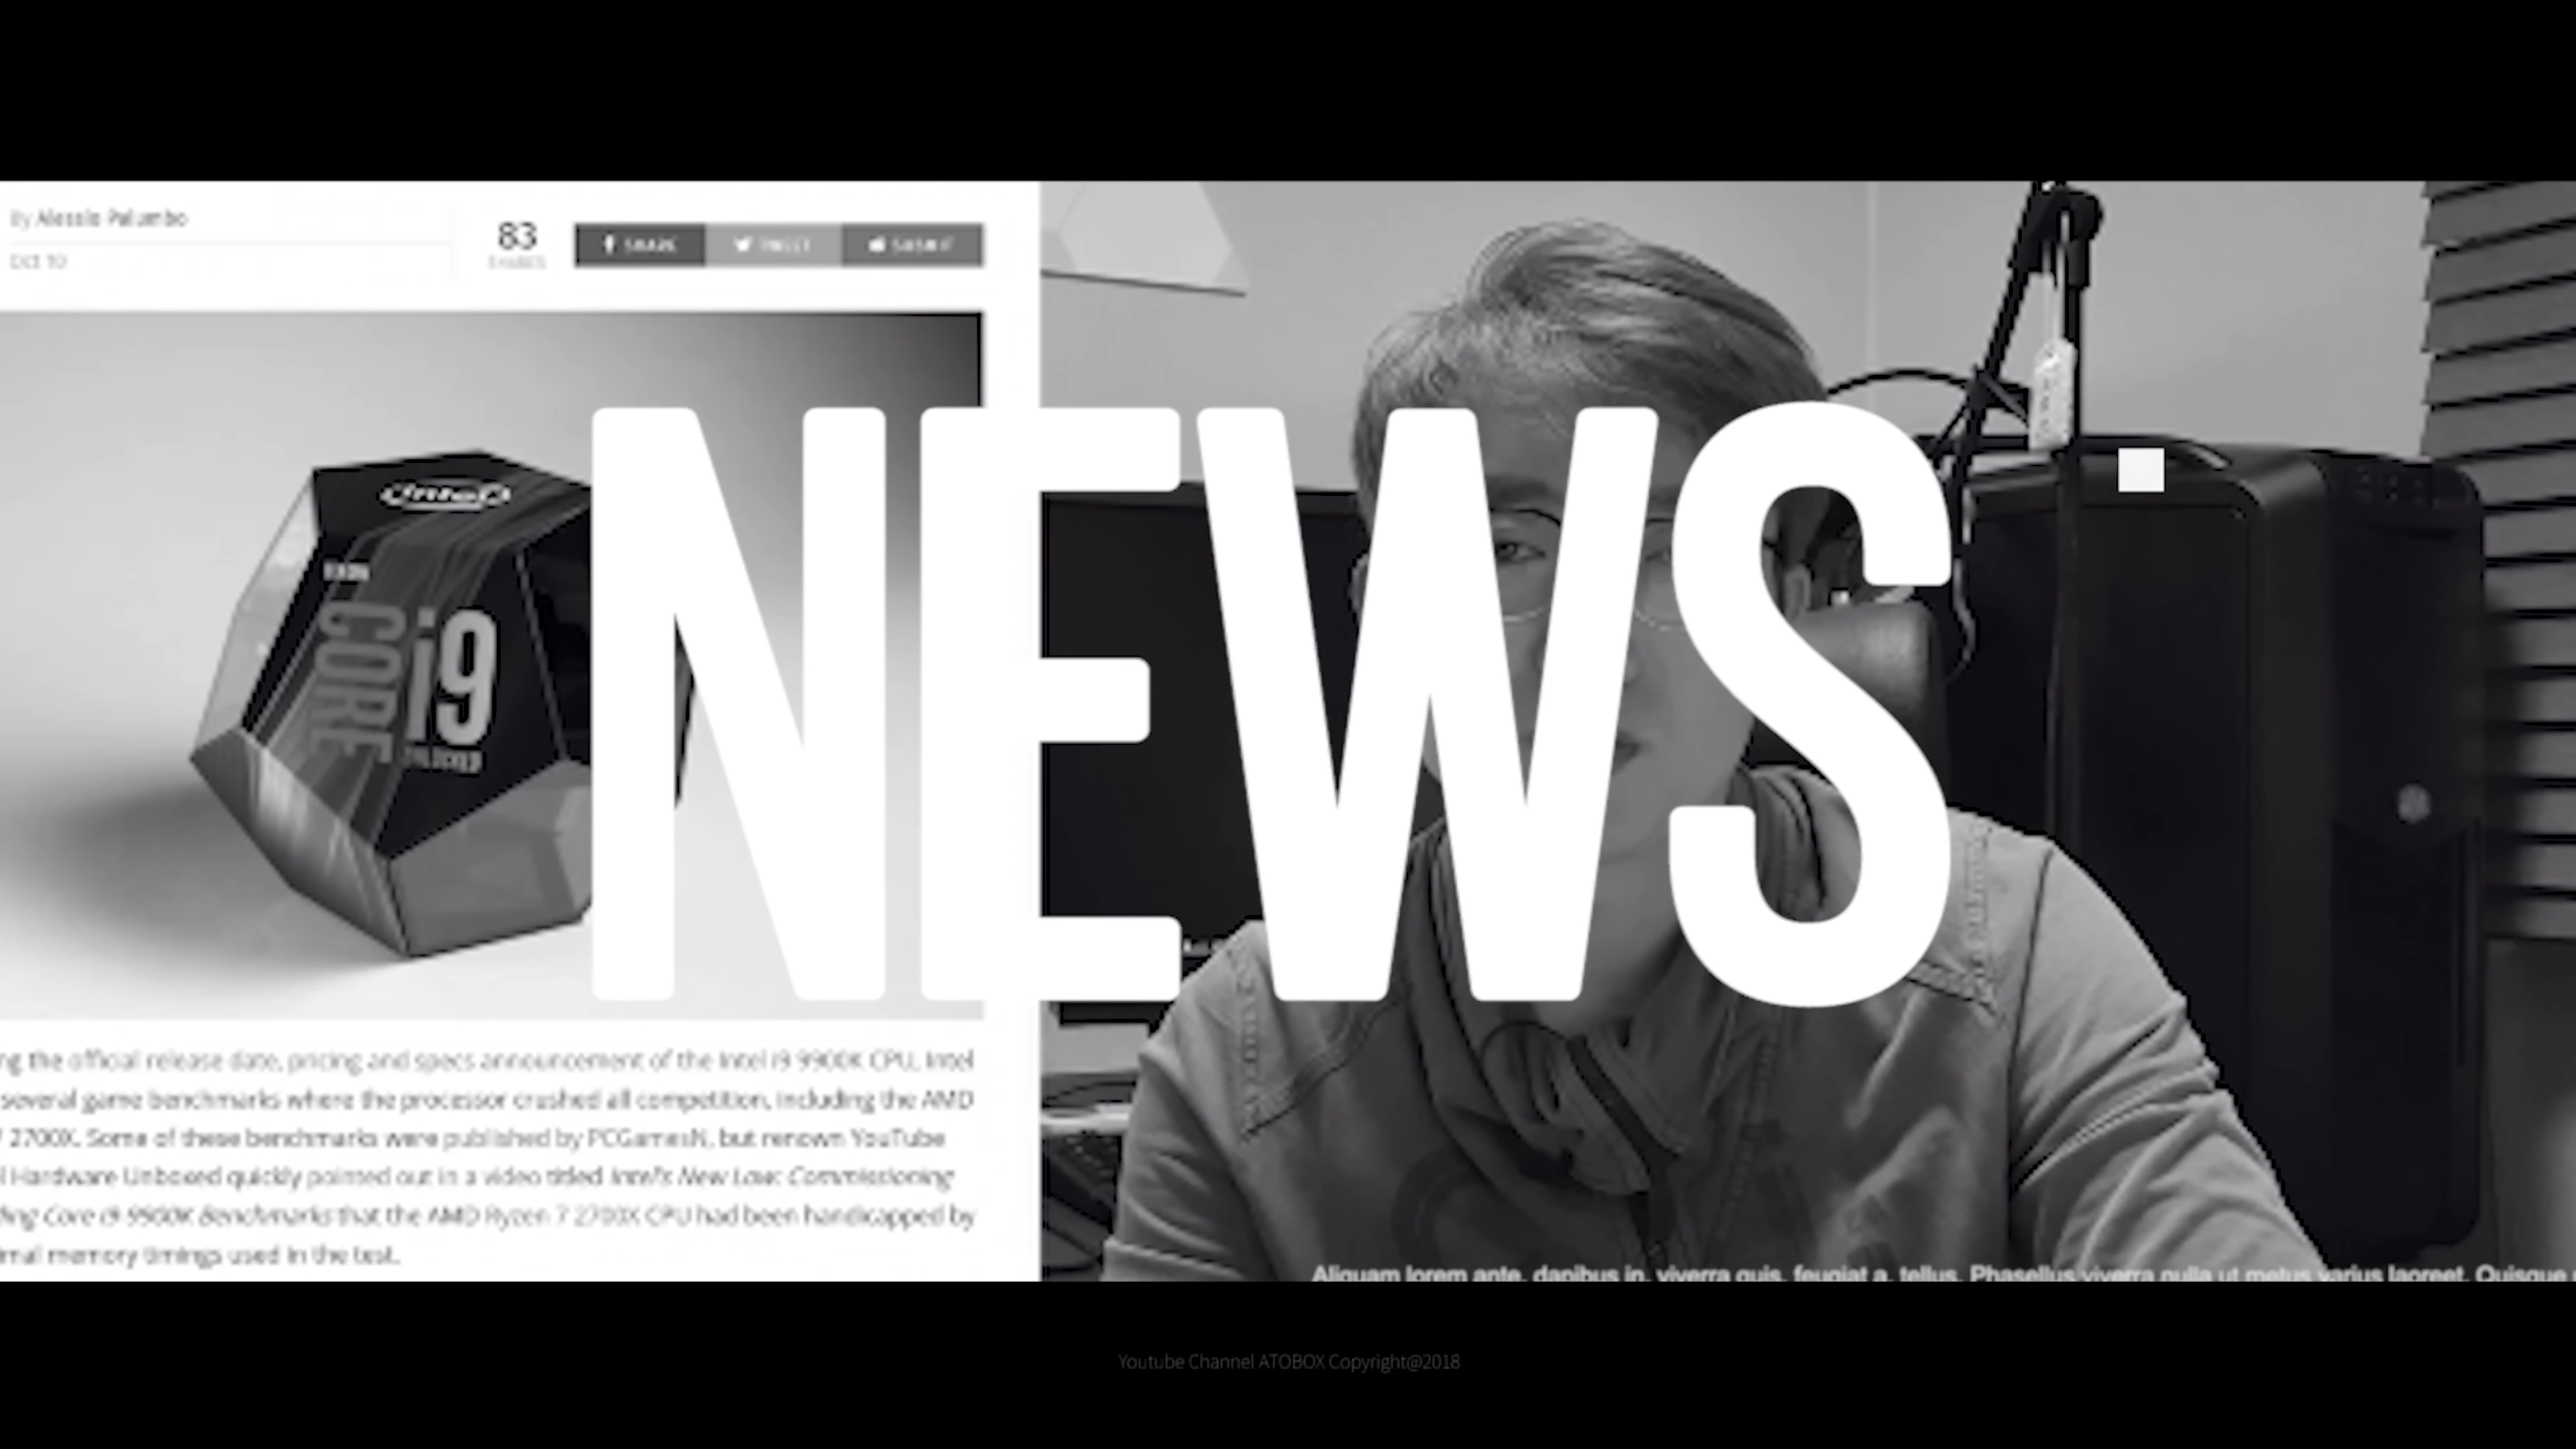 By Alessio Palumbo
Oct 10
83
SHARES
SHARE
TWEET
SUBMIT
intel
CORE
i9
UNLOCKED
NEWS
ng the official release date, pricing and specs announcement of the Intel i9 9900K CPU, Intel
several game benchmarks where the processor crushed all competition, including the AMD
7 2700X. Some of these benchmarks were published by PCGamesN, but renown YouTube
l Hardware Unboxed quickly pointed out in a video titled Intel's New Low: Commissioning
ding Core i9 9900K Benchmarks that the AMD Ryzen 7 2700X CPU had been handicapped by
imal memory timings used in the test.
Aliquam lorem ante, dapibus in, viverra quis, feugiat a, tellus. Phasellus viverra nulla ut metus varius laoreet. Quisque
Youtube Channel ATOBOX Copyright@2018